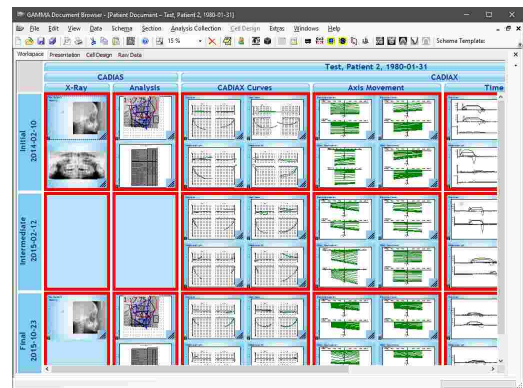 GAMMA Document Browser - [Patient Document - Test, Patient 2, 1980-01-31]
File Edit View Data Schema Section Analysis Collection Cell Design Extras Windows Help
15 % Schema Template:
Workspace Presentation Cell Design Raw Data
Test, Patient 2, 1980-01-31
CADIAS CADIAX
X-Ray Analysis CADIAX Curves Axis Movement Time
Initial
2014-02-10
Intermediate
2015-02-12
Final
2015-10-23